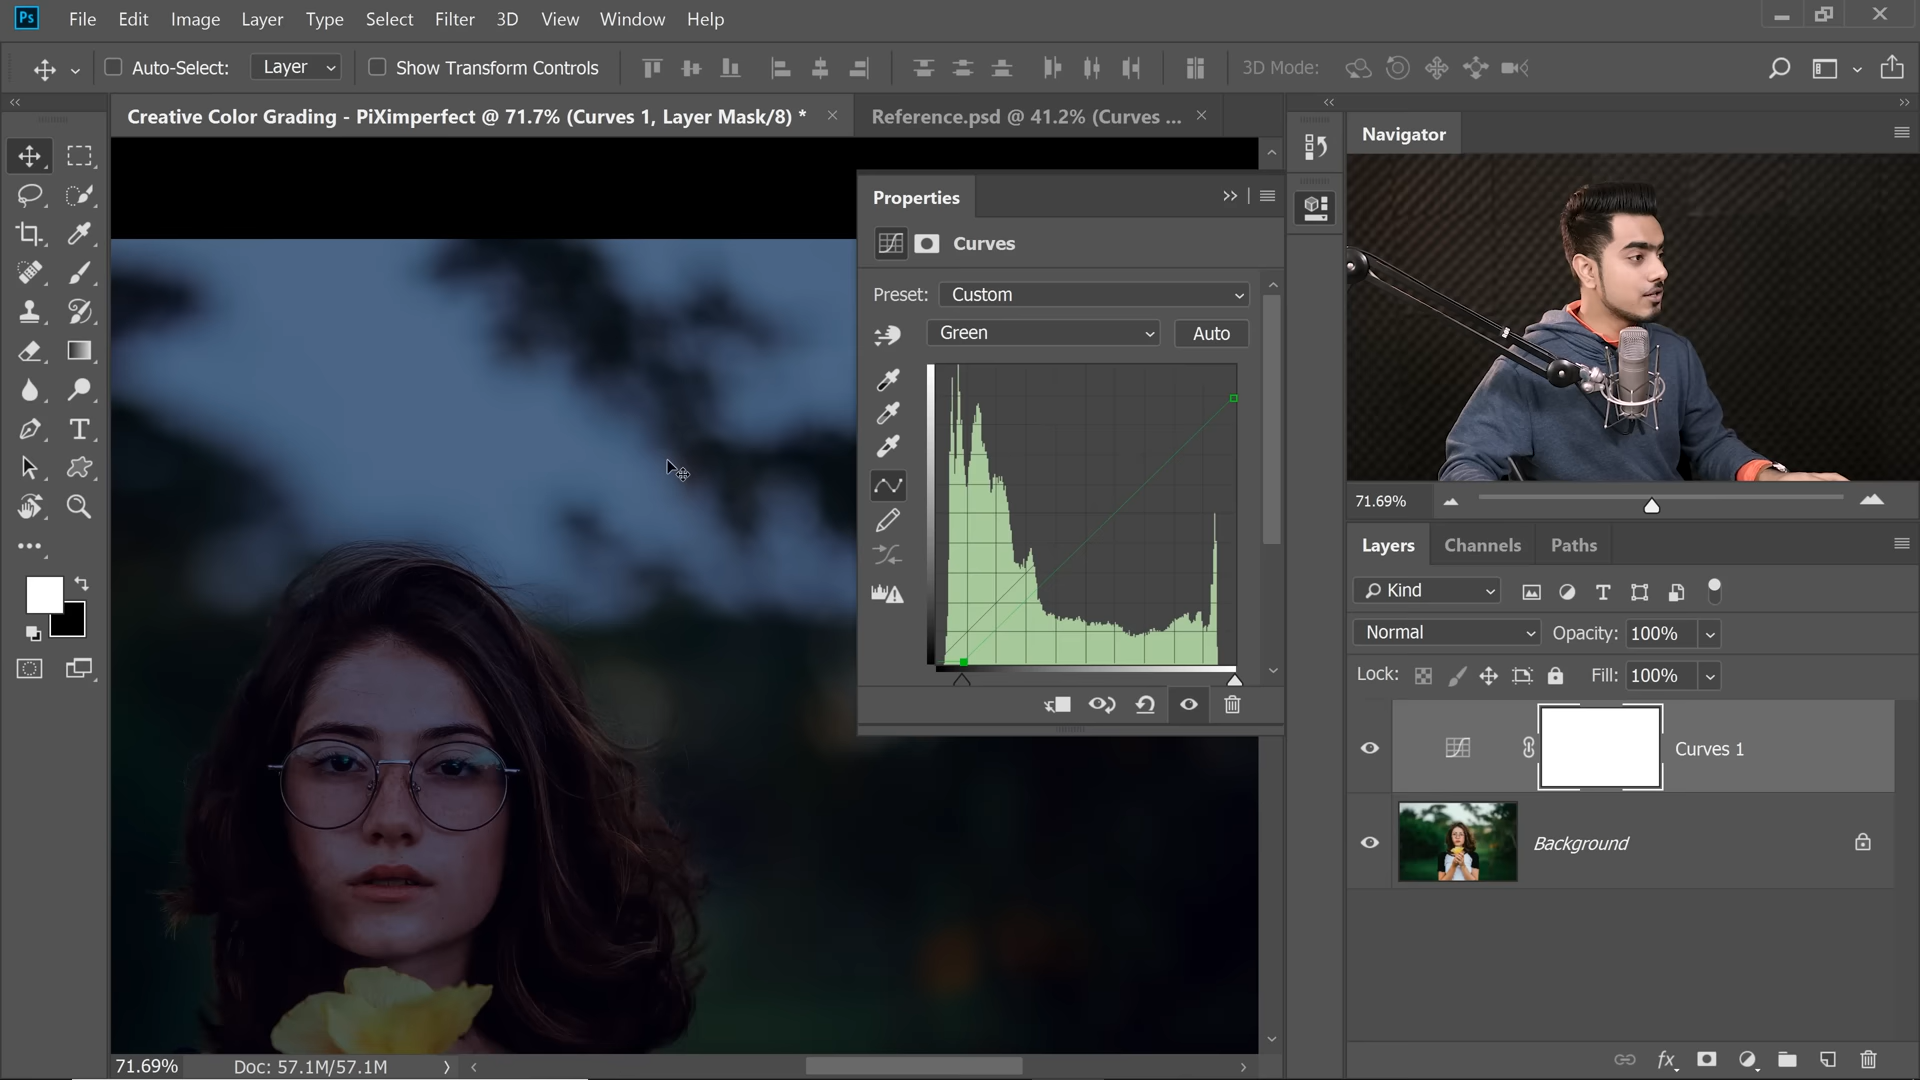 Ps File Edit Image Layer Type Select Filter 3D View Window Help
Auto-Select: Layer Show Transform Controls 3D Mode:
Creative Color Grading - PiXimperfect @ 71.7% (Curves 1, Layer Mask/8) * Reference.psd @ 41.2% (Curves ...
Navigator
Properties
Curves
Preset: Custom
Green Auto
71.69%
Layers Channels Paths
Kind
Normal Opacity: 100%
Lock: Fill: 100%
Curves 1
Background
71.69% Doc: 57.1M/57.1M
fx